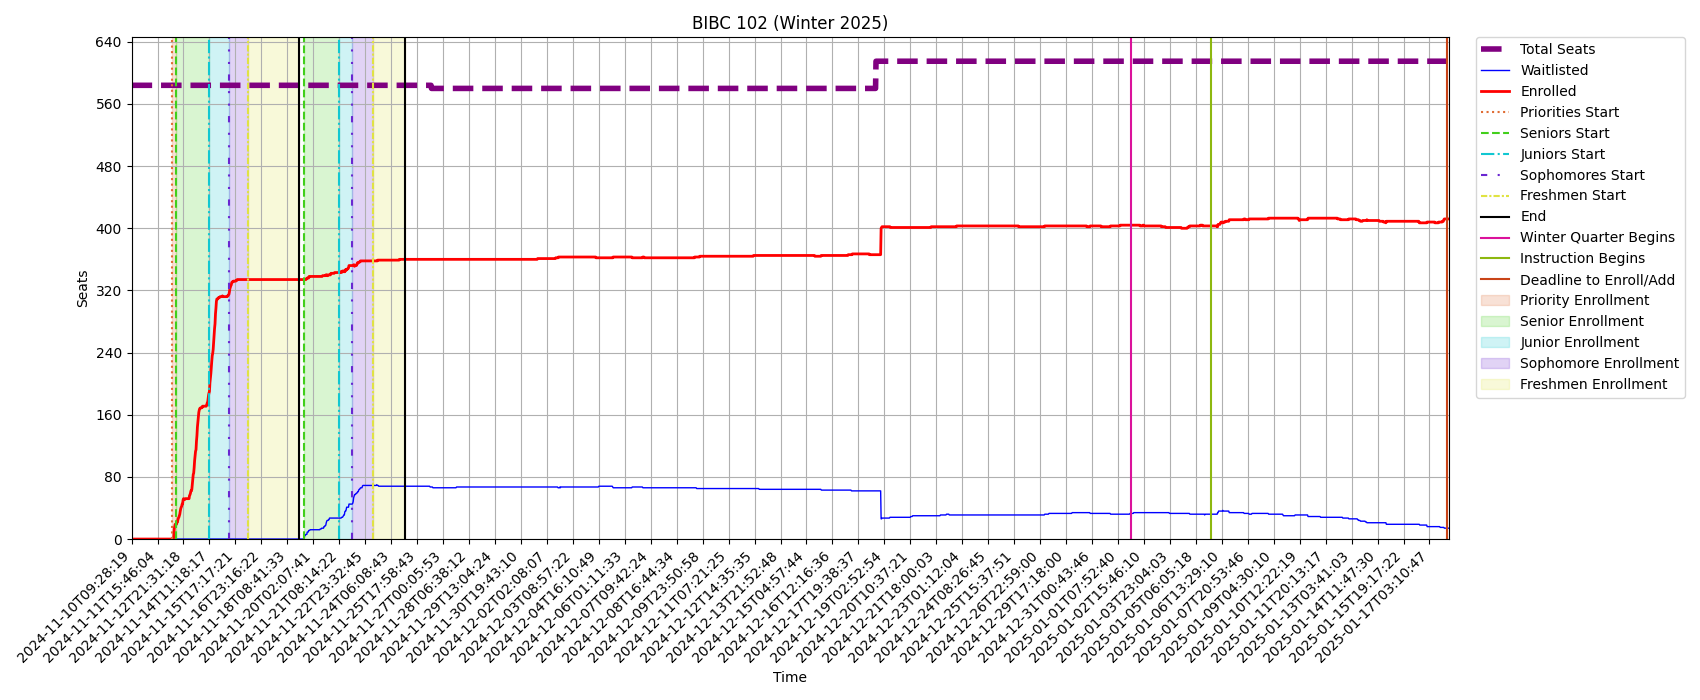 BIBC 102 (Winter 2025)
Seats
640
560
480
400
320
240
160
80
0
2024-11-10T09:28:19
2024-11-11T15:46:04
2024-11-12T21:31:18
2024-11-14T11:18:17
2024-11-15T17:17:21
2024-11-16T23:16:22
2024-11-18T08:41:33
2024-11-20T02:07:41
2024-11-21T08:14:22
2024-11-22T23:32:45
2024-11-24T06:08:43
2024-11-25T17:58:43
2024-11-27T00:05:53
2024-11-28T06:38:12
2024-11-29T13:04:24
2024-11-30T19:43:10
2024-12-02T02:08:07
2024-12-03T08:57:22
2024-12-04T16:10:49
2024-12-06T01:11:33
2024-12-07T09:42:24
2024-12-08T16:44:34
2024-12-09T23:50:58
2024-12-11T07:21:25
2024-12-12T14:35:35
2024-12-13T21:52:48
2024-12-15T04:57:44
2024-12-16T12:16:36
2024-12-17T19:38:37
2024-12-19T02:52:54
2024-12-20T10:37:21
2024-12-21T18:00:03
2024-12-23T01:12:04
2024-12-24T08:26:45
2024-12-25T15:37:51
2024-12-26T22:59:00
2024-12-29T17:18:00
2024-12-31T00:43:46
2025-01-01T07:52:40
2025-01-02T15:46:10
2025-01-03T23:04:03
2025-01-05T06:05:18
2025-01-06T13:29:10
2025-01-07T20:53:46
2025-01-09T04:30:10
2025-01-10T12:22:19
2025-01-11T20:13:17
2025-01-13T03:41:03
2025-01-14T11:47:30
2025-01-15T19:17:22
2025-01-17T03:10:47
Time
Total Seats
Waitlisted
Enrolled
Priorities Start
Seniors Start
Juniors Start
Sophomores Start
Freshmen Start
End
Winter Quarter Begins
Instruction Begins
Deadline to Enroll/Add
Priority Enrollment
Senior Enrollment
Junior Enrollment
Sophomore Enrollment
Freshmen Enrollment